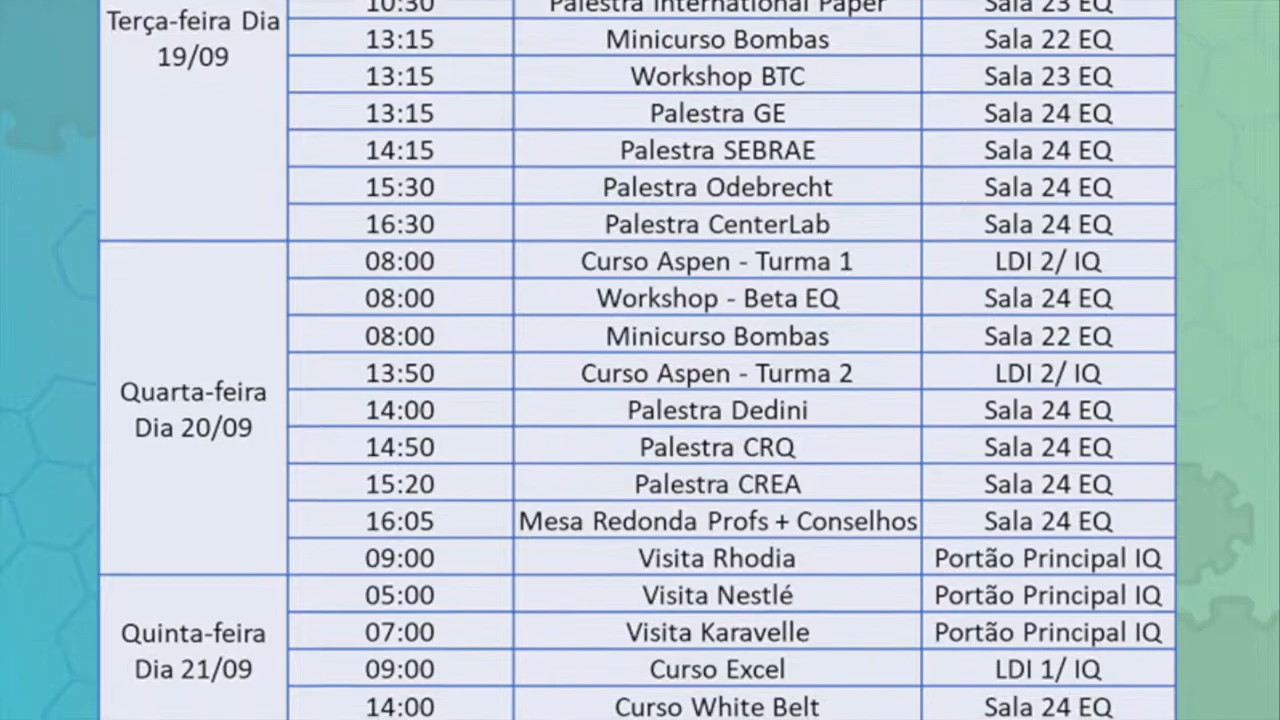 10:30 Palestra International Paper Sala 23 EQ
Terça-feira Dia
19/09
13:15 Minicurso Bombas Sala 22 EQ
13:15 Workshop BTC Sala 23 EQ
13:15 Palestra GE Sala 24 EQ
14:15 Palestra SEBRAE Sala 24 EQ
15:30 Palestra Odebrecht Sala 24 EQ
16:30 Palestra CenterLab Sala 24 EQ
Quarta-feira
Dia 20/09
08:00 Curso Aspen - Turma 1 LDI 2/ IQ
08:00 Workshop - Beta EQ Sala 24 EQ
08:00 Minicurso Bombas Sala 22 EQ
13:50 Curso Aspen - Turma 2 LDI 2/ IQ
14:00 Palestra Dedini Sala 24 EQ
14:50 Palestra CRQ Sala 24 EQ
15:20 Palestra CREA Sala 24 EQ
16:05 Mesa Redonda Profs + Conselhos Sala 24 EQ
09:00 Visita Rhodia Portão Principal IQ
Quinta-feira
Dia 21/09
05:00 Visita Nestlé Portão Principal IQ
07:00 Visita Karavelle Portão Principal IQ
09:00 Curso Excel LDI 1/ IQ
14:00 Curso White Belt Sala 24 EQ